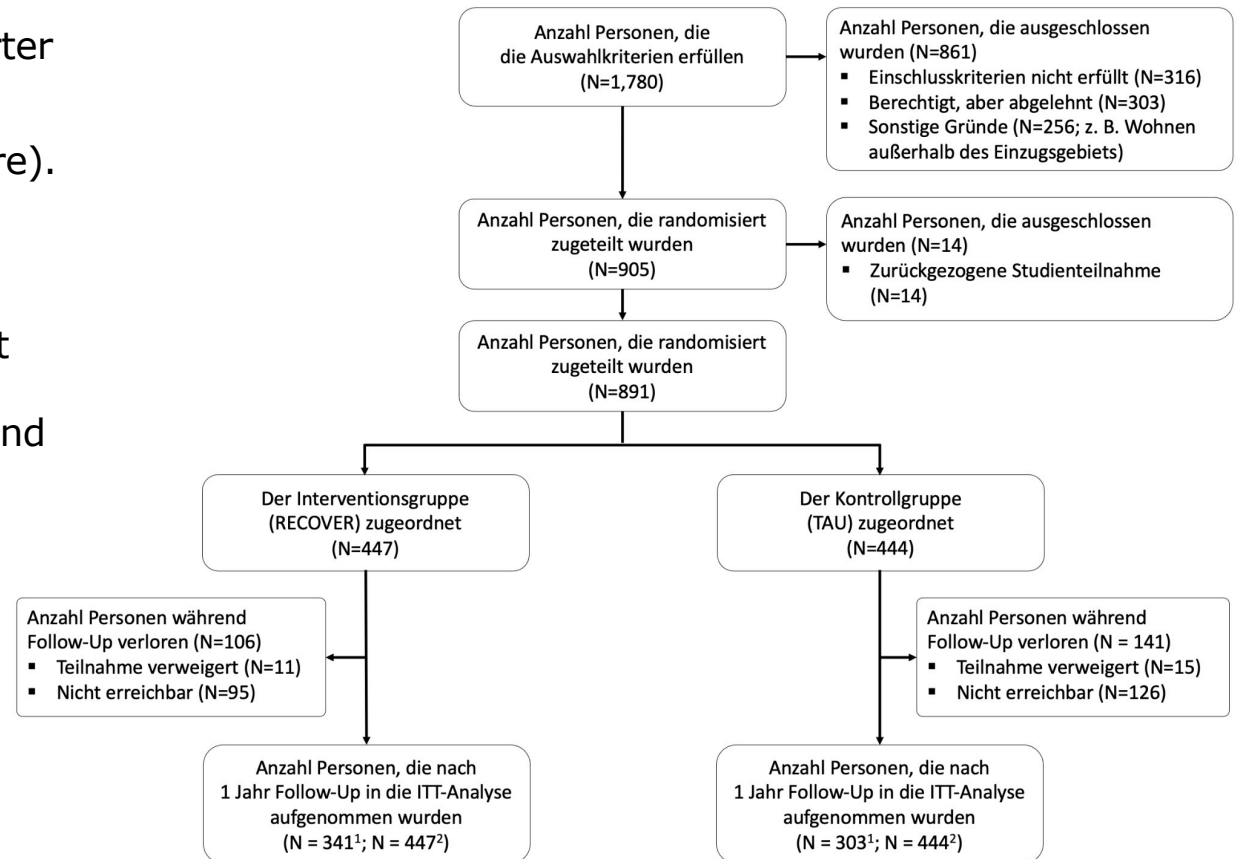 rter
re).
t
nd
Anzahl Personen, die
die Auswahlkriterien erfüllen
(N=1,780)
Anzahl Personen, die ausgeschlossen
wurden (N=861)
▪ Einschlusskriterien nicht erfüllt (N=316)
▪ Berechtigt, aber abgelehnt (N=303)
▪ Sonstige Gründe (N=256; z. B. Wohnen
außerhalb des Einzugsgebiets)
Anzahl Personen, die randomisiert
zugeteilt wurden
(N=905)
Anzahl Personen, die ausgeschlossen
wurden (N=14)
▪ Zurückgezogene Studienteilnahme
(N=14)
Anzahl Personen, die randomisiert
zugeteilt wurden
(N=891)
Der Interventionsgruppe
(RECOVER) zugeordnet
(N=447)
Der Kontrollgruppe
(TAU) zugeordnet
(N=444)
Anzahl Personen während
Follow-Up verloren (N=106)
▪ Teilnahme verweigert (N=11)
▪ Nicht erreichbar (N=95)
Anzahl Personen während
Follow-Up verloren (N = 141)
▪ Teilnahme verweigert (N=15)
▪ Nicht erreichbar (N=126)
Anzahl Personen, die nach
1 Jahr Follow-Up in die ITT-Analyse
aufgenommen wurden
(N = 341¹; N = 447²)
Anzahl Personen, die nach
1 Jahr Follow-Up in die ITT-Analyse
aufgenommen wurden
(N = 303¹; N = 444²)